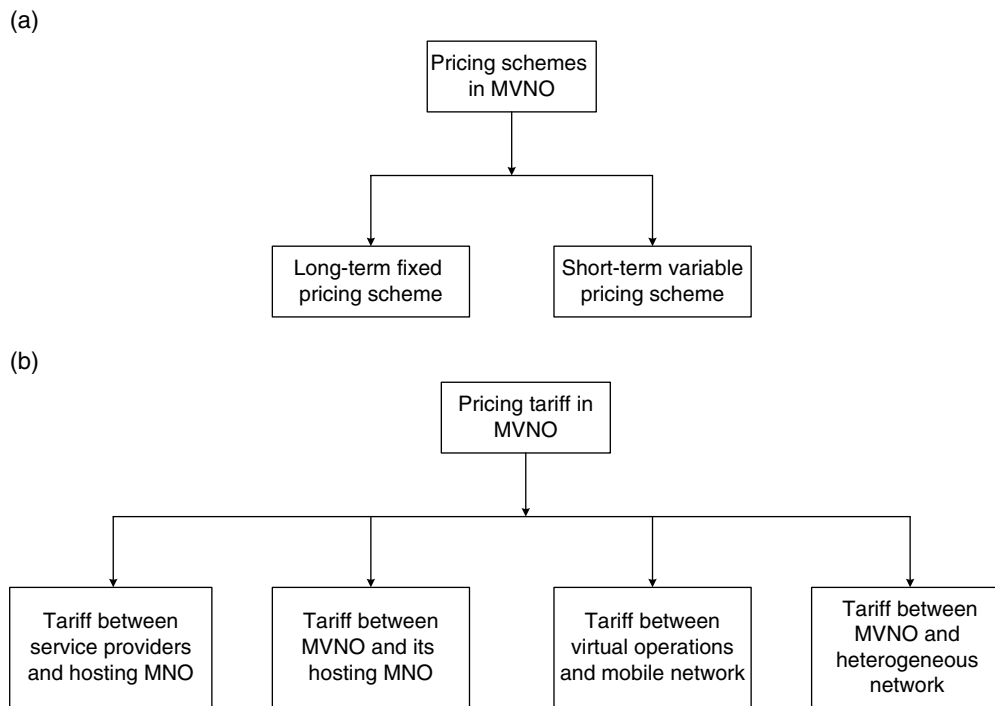 (a)
Pricing schemes
in MVNO
Long-term fixed
pricing scheme
Short-term variable
pricing scheme
(b)
Pricing tariff in
MVNO
Tariff between
service providers
and hosting MNO
Tariff between
MVNO and its
hosting MNO
Tariff between
virtual operations
and mobile network
Tariff between
MVNO and
heterogeneous
network